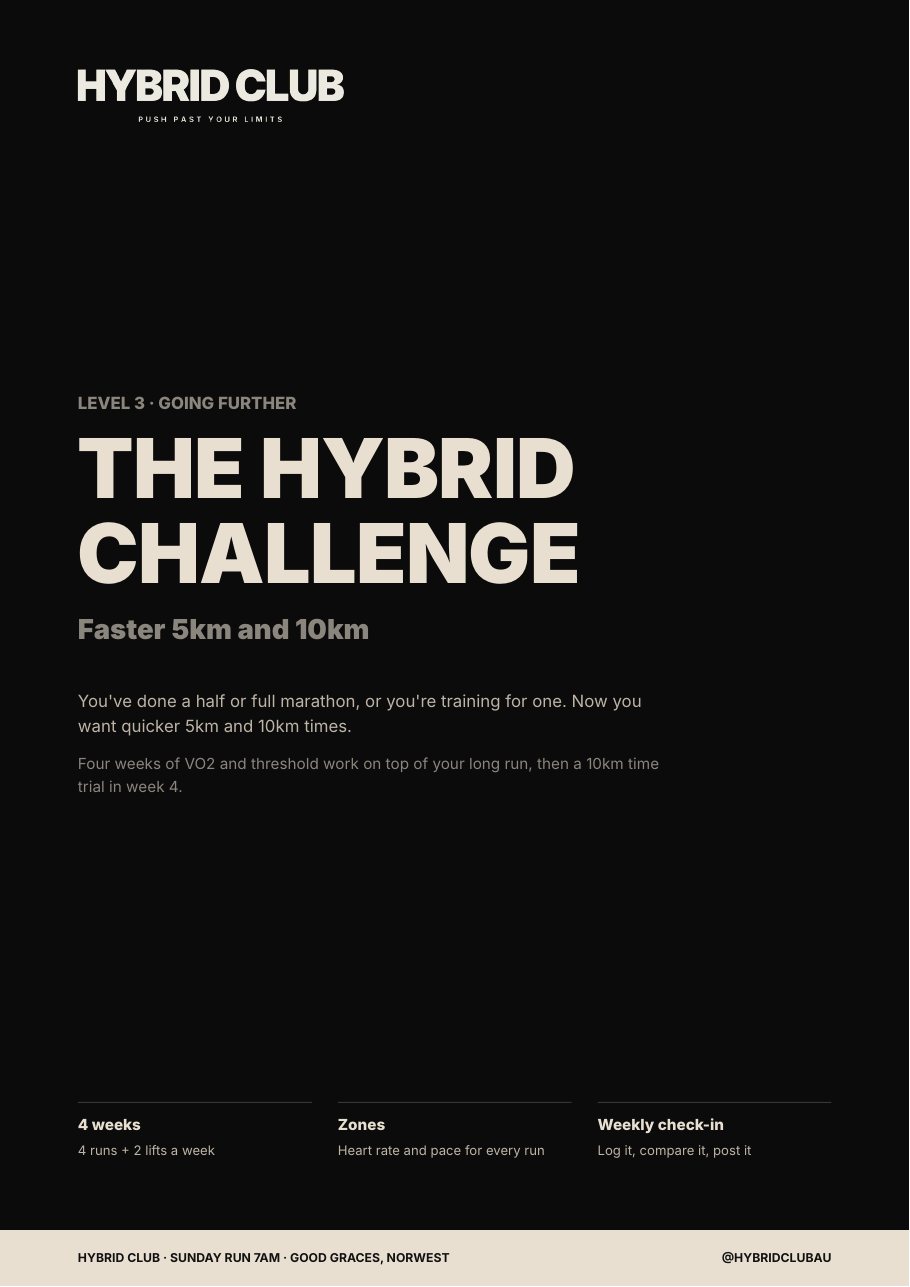 HYBRID CLUB
PUSH PAST YOUR LIMITS
LEVEL 3 · GOING FURTHER
THE HYBRID
CHALLENGE
Faster 5km and 10km
You've done a half or full marathon, or you're training for one. Now you
want quicker 5km and 10km times.
Four weeks of VO2 and threshold work on top of your long run, then a 10km time
trial in week 4.
4 weeks
4 runs + 2 lifts a week
Zones
Heart rate and pace for every run
Weekly check-in
Log it, compare it, post it
HYBRID CLUB · SUNDAY RUN 7AM · GOOD GRACES, NORWEST
@HYBRIDCLUBAU